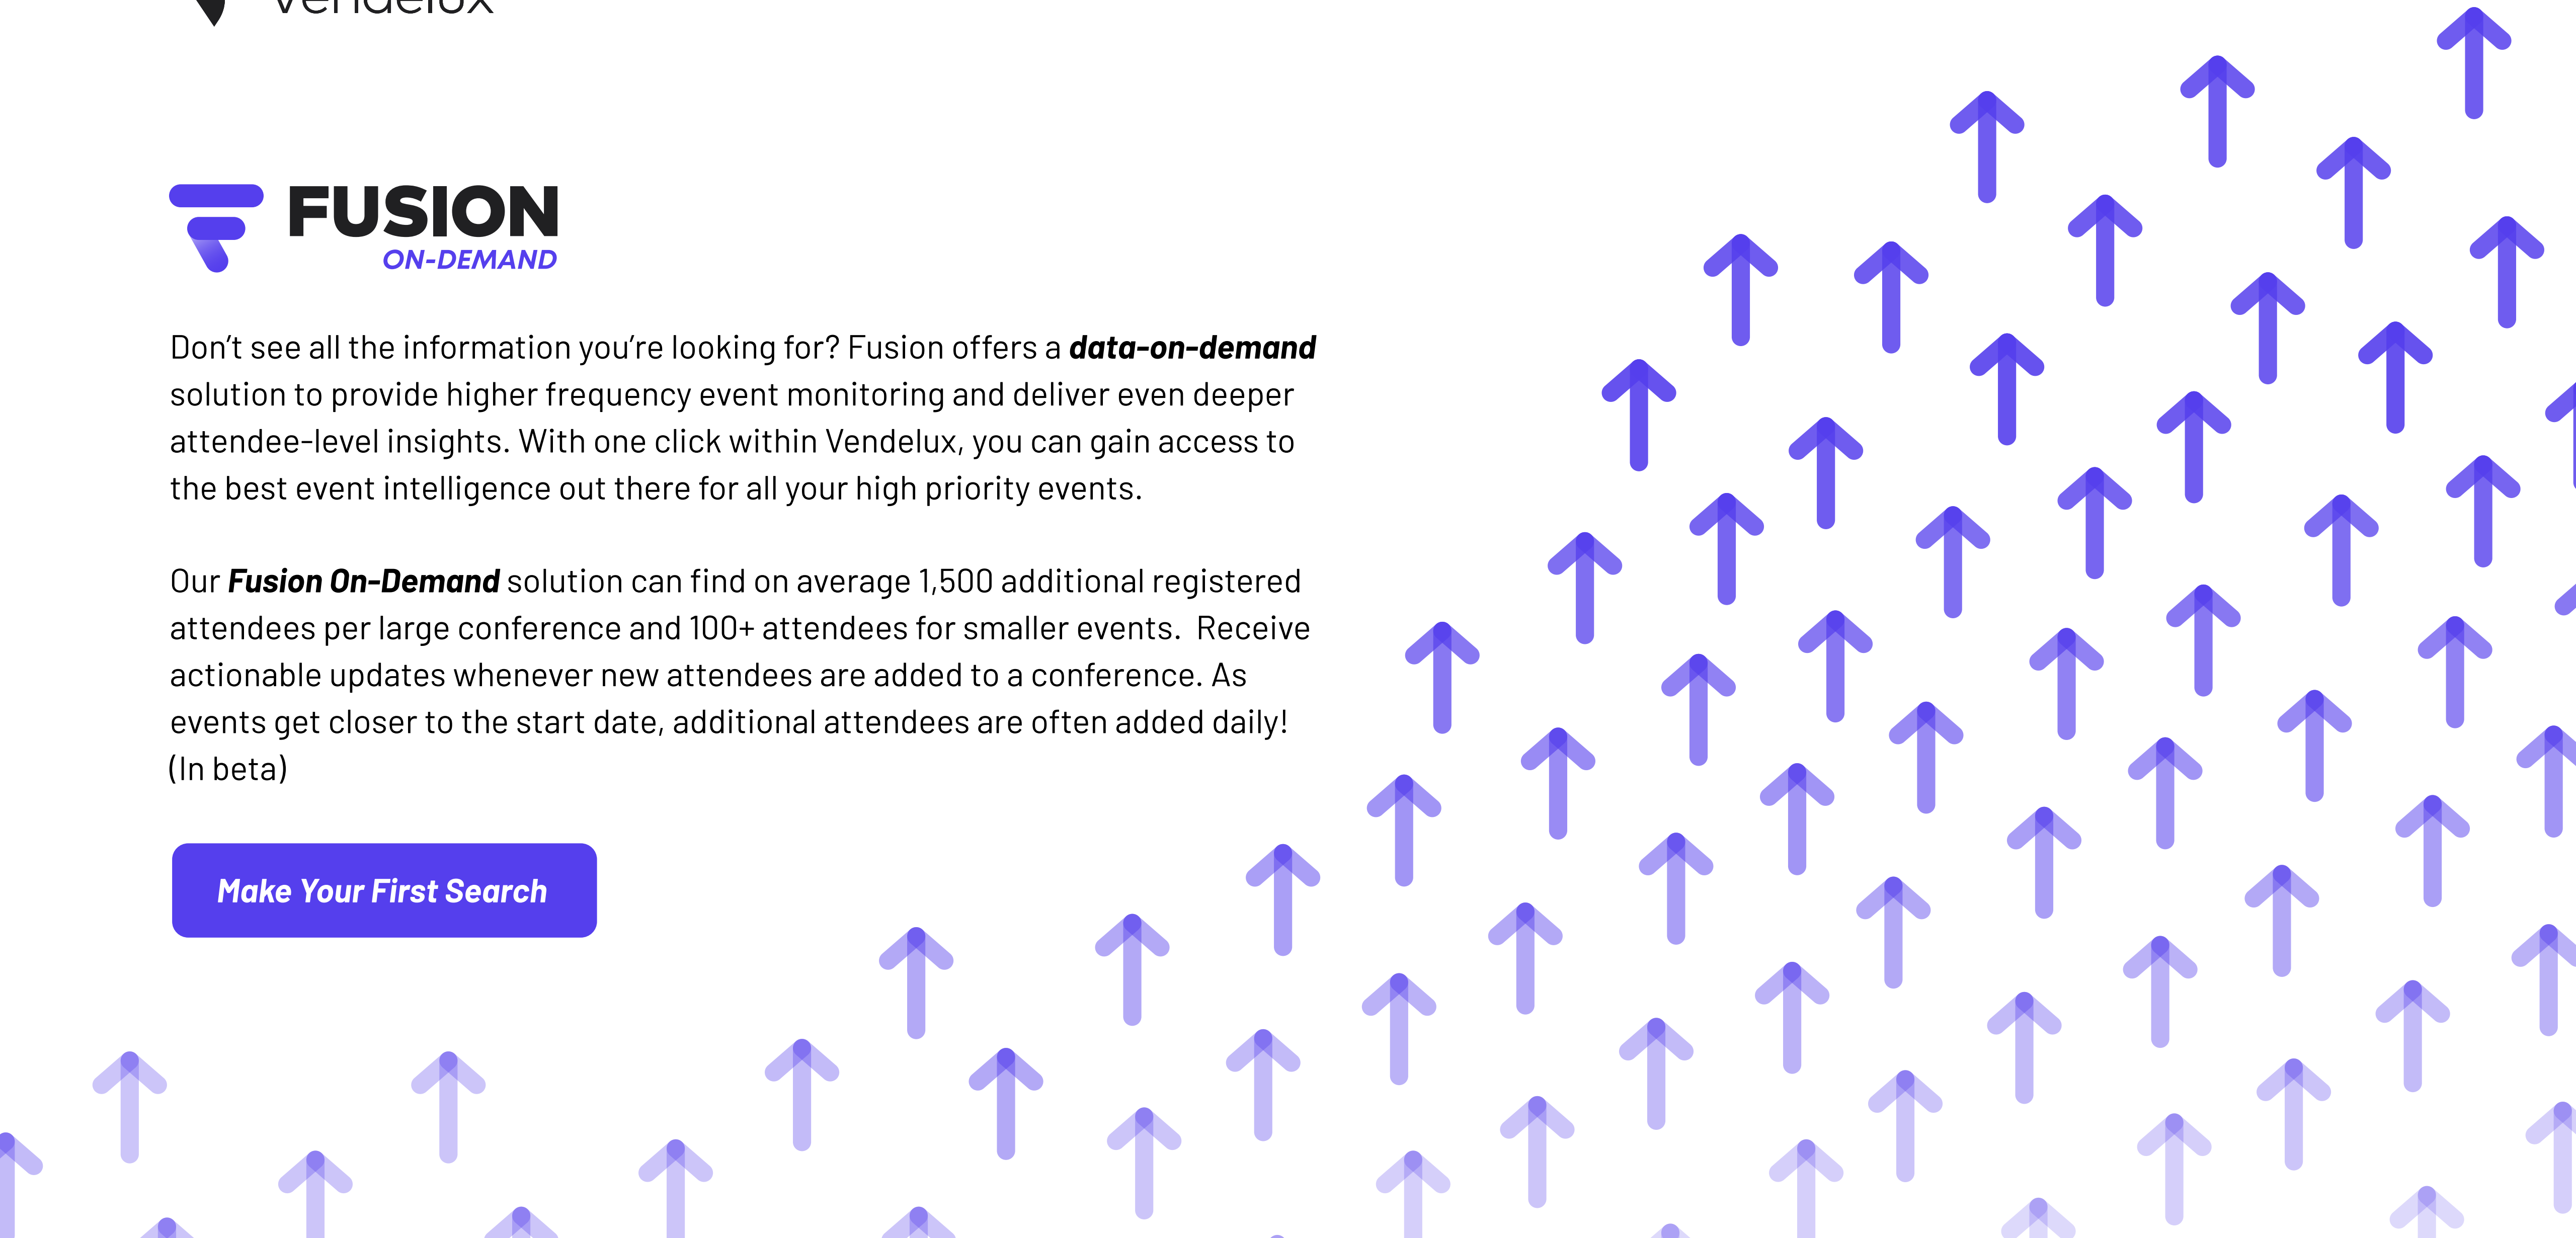 Vendelux
FUSION
ON-DEMAND
Don’t see all the information you’re looking for? Fusion offers a data-on-demand
solution to provide higher frequency event monitoring and deliver even deeper
attendee-level insights. With one click within Vendelux, you can gain access to
the best event intelligence out there for all your high priority events.
Our Fusion On-Demand solution can find on average 1,500 additional registered
attendees per large conference and 100+ attendees for smaller events.  Receive
actionable updates whenever new attendees are added to a conference. As
events get closer to the start date, additional attendees are often added daily!
(In beta)
Make Your First Search